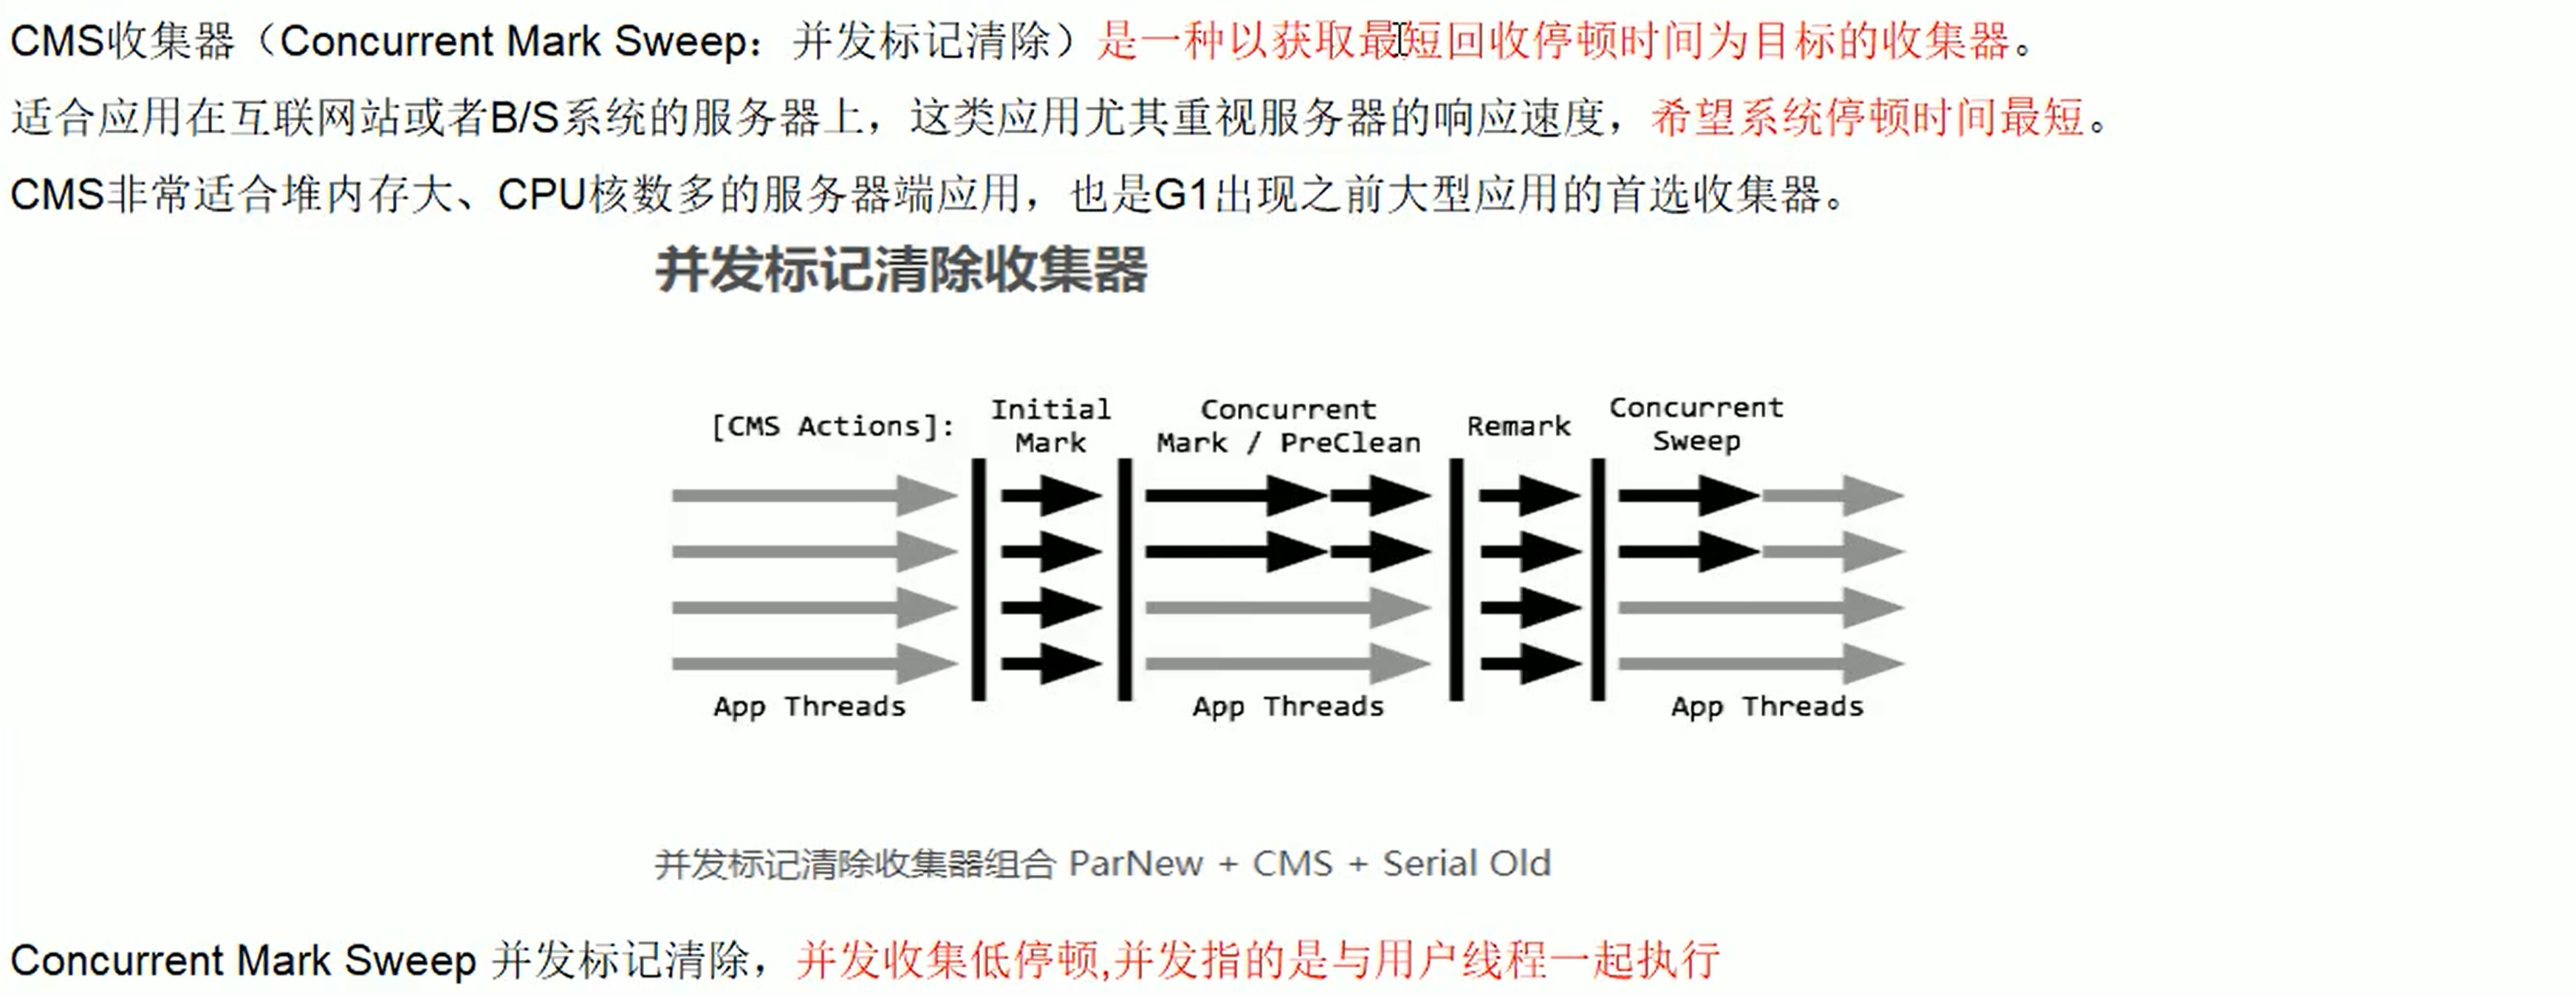 CMS收集器（Concurrent Mark Sweep：并发标记清除）是一种以获取最短回收停顿时间为目标的收集器。
适合应用在互联网站或者B/S系统的服务器上，这类应用尤其重视服务器的响应速度，希望系统停顿时间最短。
CMS非常适合堆内存大、CPU核数多的服务器端应用，也是G1出现之前大型应用的首选收集器。
并发标记清除收集器
[CMS Actions]:
Initial
Mark
Concurrent
Mark / PreClean
Remark
Concurrent
Sweep
App Threads
App Threads
App Threads
并发标记清除收集器组合 ParNew + CMS + Serial Old
Concurrent Mark Sweep 并发标记清除，并发收集低停顿,并发指的是与用户线程一起执行